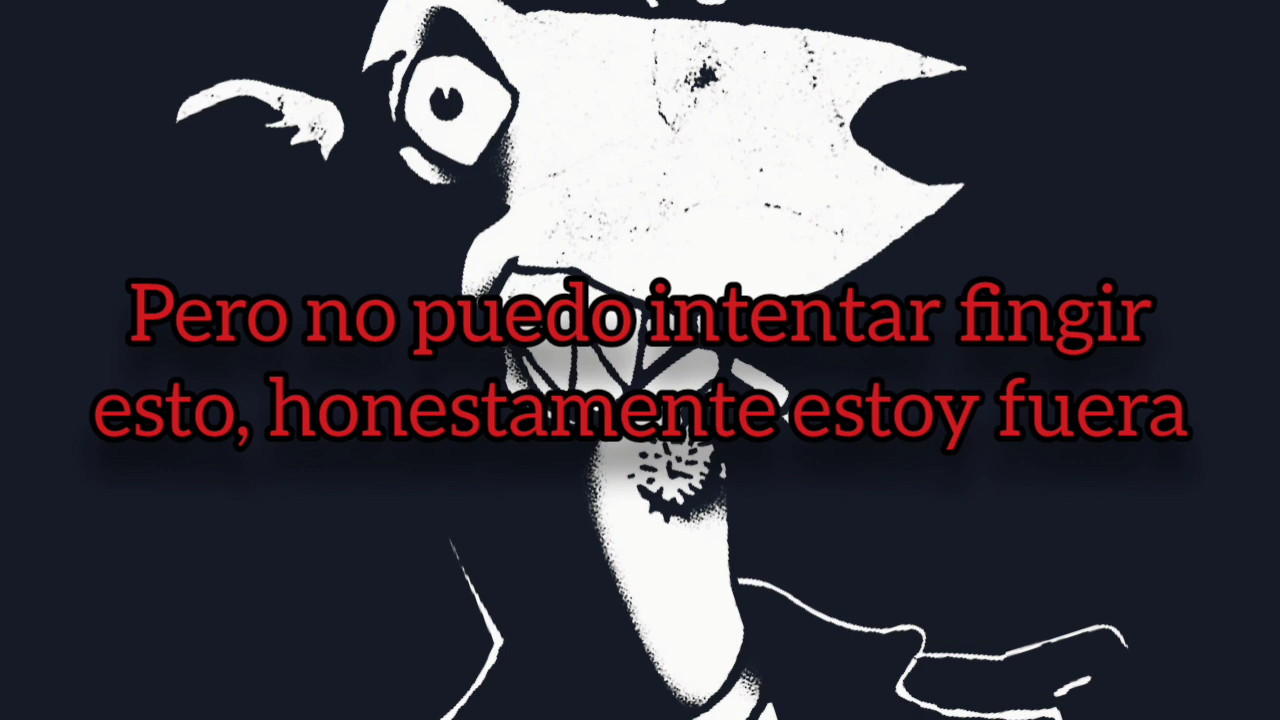 Pero no puedo intentar fingir
esto, honestamente estoy fuera